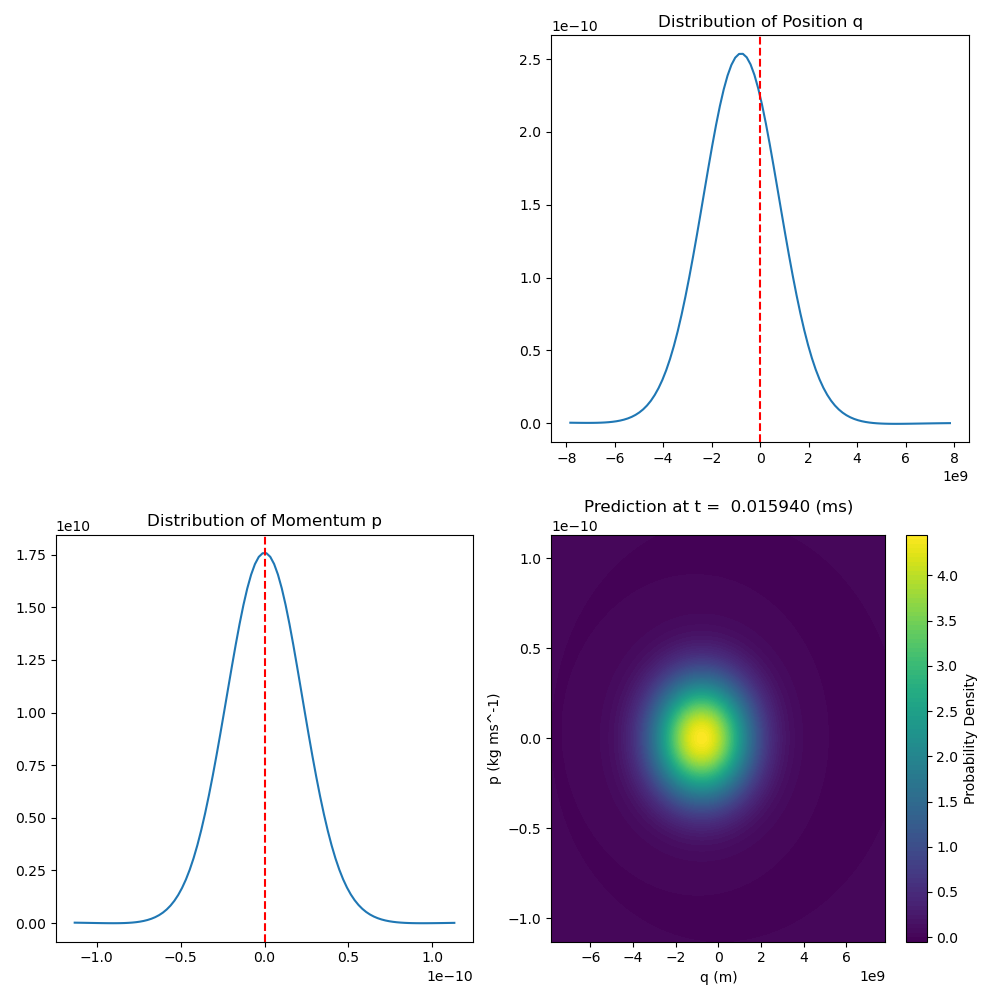 Distribution of Position q
1e−10
2.5
2.0
1.5
1.0
0.5
0.0
−8 −6 −4 −2 0 2 4 6 8
1e9
Distribution of Momentum p
1e10
1.75
1.50
1.25
1.00
0.75
0.50
0.25
0.00
−1.0 −0.5 0.0 0.5 1.0
1e−10
Prediction at t =  0.015940 (ms)
1e−10
1.0
0.5
0.0
−0.5
−1.0
p (kg ms^-1)
−6 −4 −2 0 2 4 6
1e9
q (m)
4.0
3.5
3.0
2.5
2.0
1.5
1.0
0.5
0.0
Probability Density